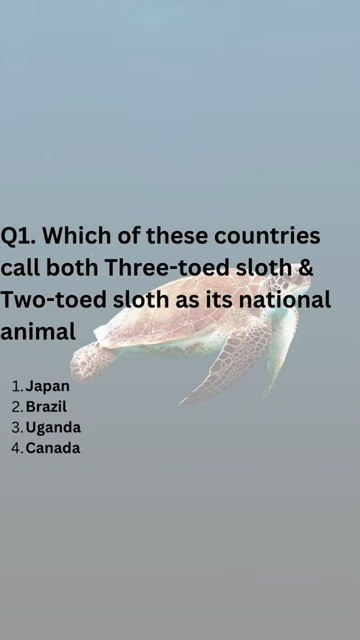 Q1. Which of these countries
call both Three-toed sloth &
Two-toed sloth as its national
animal
1. Japan
2. Brazil
3. Uganda
4. Canada